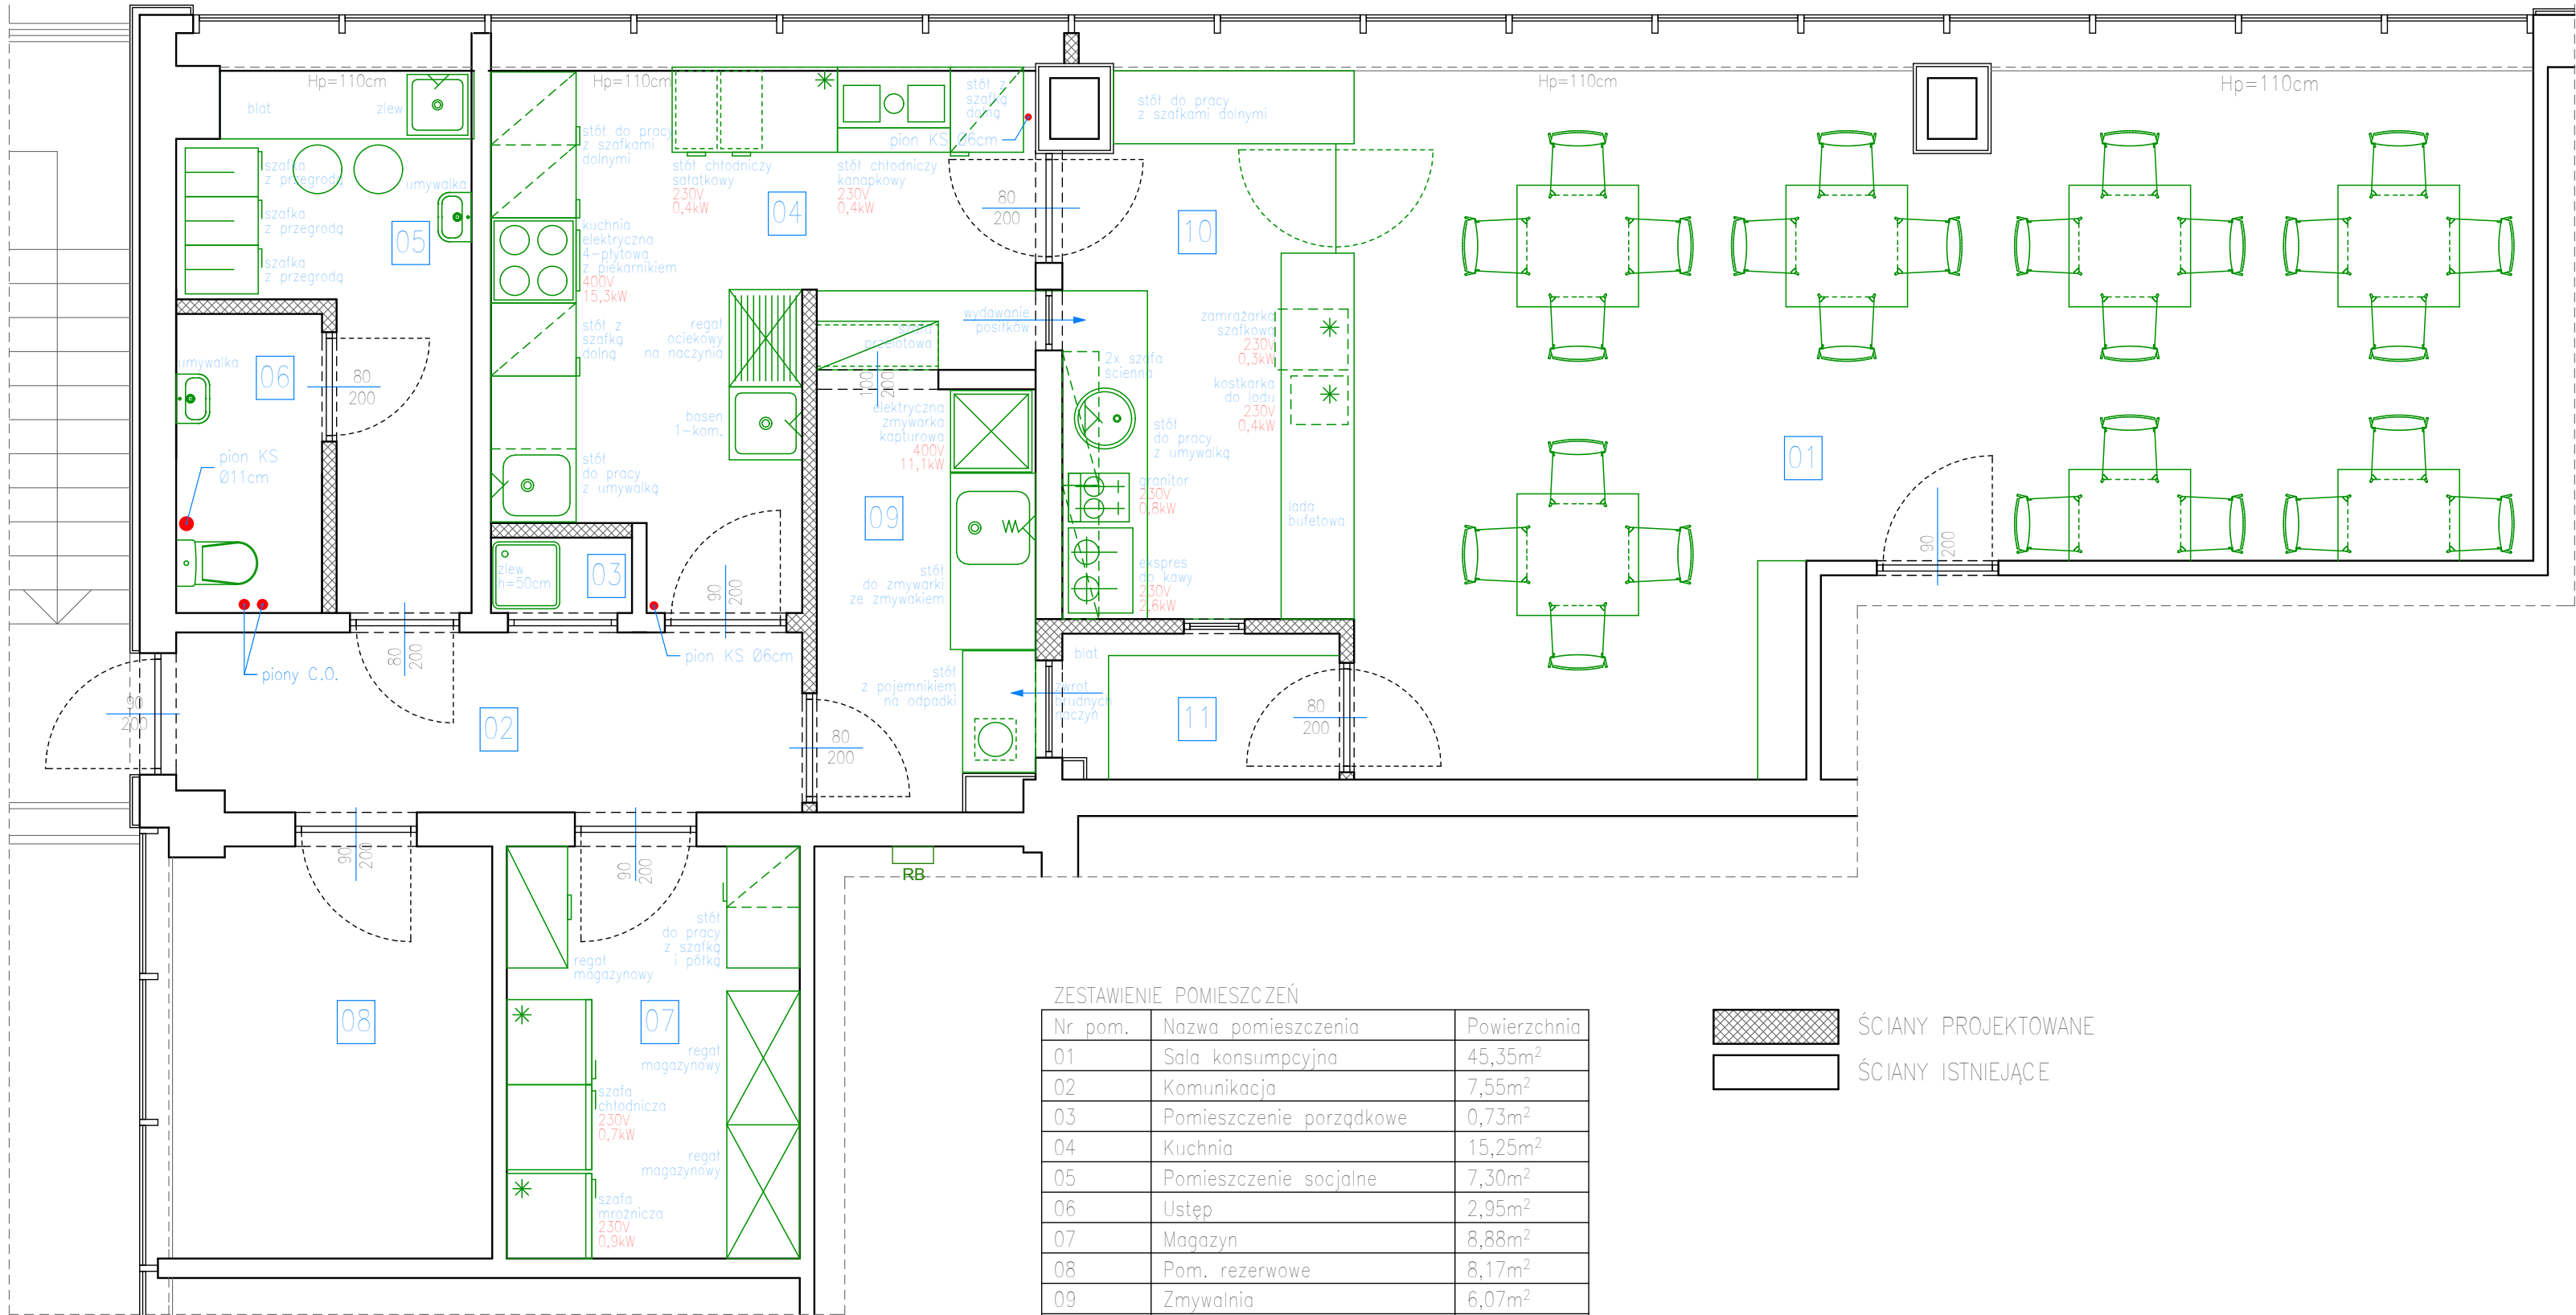 Hp=110cm
Hp=110cm
Hp=110cm
Hp=110cm
blat
zlew
szafka
z przegrodą
szafka
z przegrodą
szafka
z przegrodą
umywalka
05
stół do pracy
z szafkami
dolnymi
kuchnia
elektryczna
4-płytowa
z piekarnikiem
400V
15,3kW
stół z
szafką
dolną
stół
do pracy
z umywalką
stół chłodniczy
sałatkowy
230V
0,4kW
04
stół chłodniczy
kanapkowy
230V
0,4kW
stół z
szafką
dolną
pion KS Ø6cm
80
200
regał
ociekowy
na naczynia
basen
1-kom.
szafa
przelotowa
wydawanie
posiłków
100
200
stół do pracy
z szafkami dolnymi
10
zamrażarka
szafkowa
230V
0,3kW
kostkarka
do lodu
230V
0,4kW
2x szafa
ścienna
stół
do pracy
z umywalką
granitor
230V
0,8kW
ekspres
do kawy
230V
2,6kW
lada
bufetowa
01
90
200
umywalka
06
80
200
pion KS
Ø11cm
piony C.O.
zlew
h=50cm
03
90
200
pion KS Ø6cm
elektryczna
zmywarka
kapturowa
400V
11,1kW
09
stół
do zmywarki
ze zmywakiem
stół
z pojemnikiem
na odpadki
zwrot
brudnych
naczyń
blat
11
80
200
80
200
90
200
02
80
200
90
200
90
200
08
regał
magazynowy
07
stół
do pracy
z szafką
i półką
regał
magazynowy
regał
magazynowy
szafa
chłodnicza
230V
0,7kW
szafa
mroźnicza
230V
0,9kW
RB
ZESTAWIENIE POMIESZCZEŃ
Nr pom. Nazwa pomieszczenia Powierzchnia
01 Sala konsumpcyjna 45,35m²
02 Komunikacja 7,55m²
03 Pomieszczenie porządkowe 0,73m²
04 Kuchnia 15,25m²
05 Pomieszczenie socjalne 7,30m²
06 Ustęp 2,95m²
07 Magazyn 8,88m²
08 Pom. rezerwowe 8,17m²
09 Zmywalnia 6,07m²
ŚCIANY PROJEKTOWANE
ŚCIANY ISTNIEJĄCE